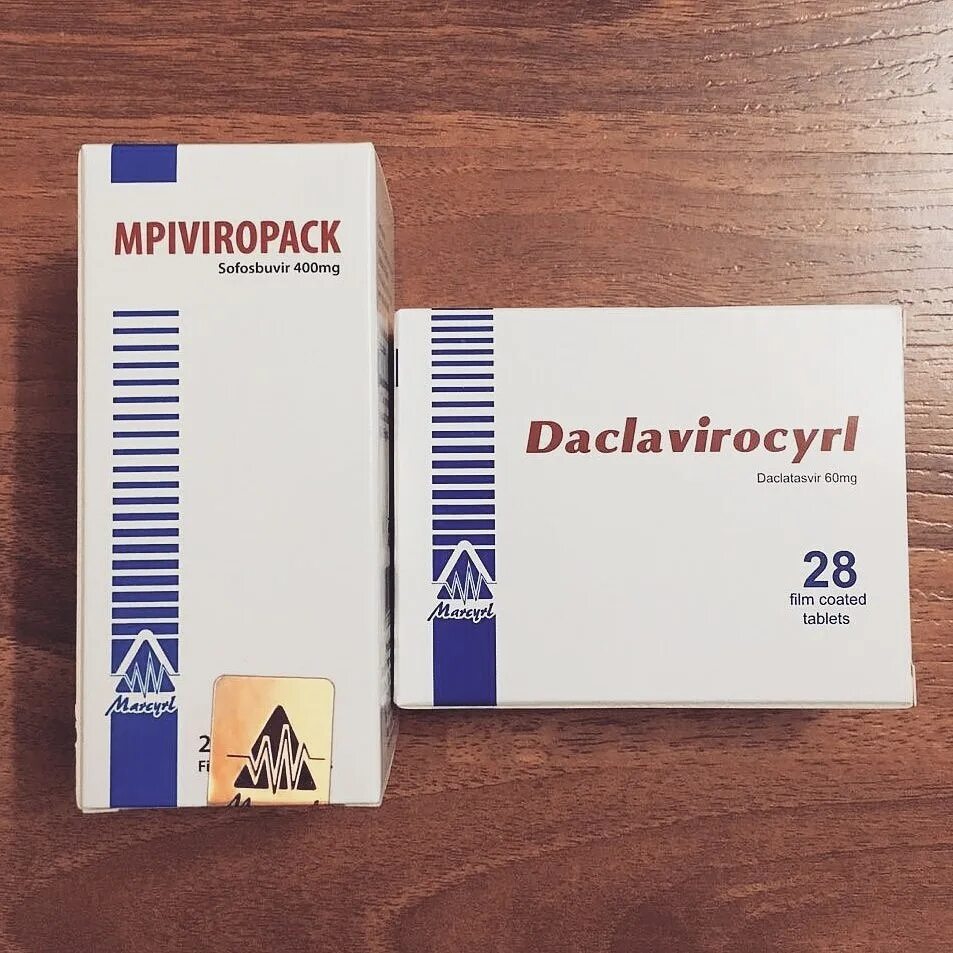 MPIVIROPACK
Sofosbuvir 400mg
Marcyrl
Daclavirocyrl
Daclatasvir 60mg
28
film coated
tablets
Marcyrl